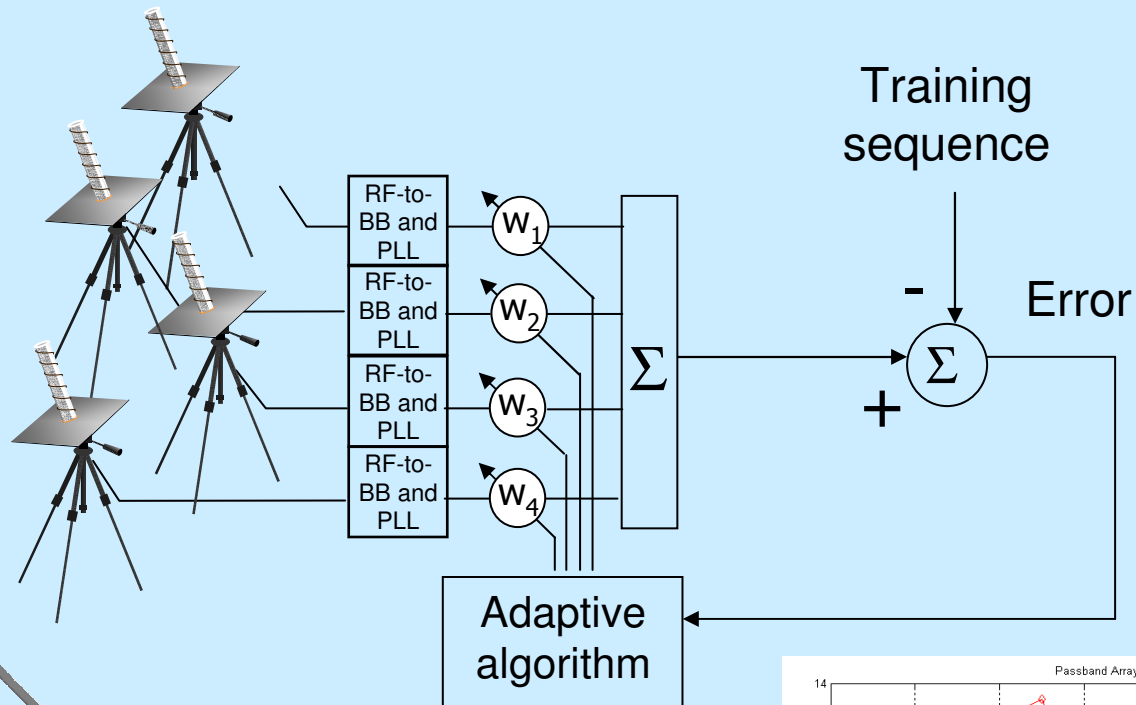 Training
sequence
RF-to-
BB and
PLL
w1
RF-to-
BB and
PLL
w2
RF-to-
BB and
PLL
w3
RF-to-
BB and
PLL
w4
Σ
-
+
Σ
Error
Adaptive
algorithm
Passband Array
14